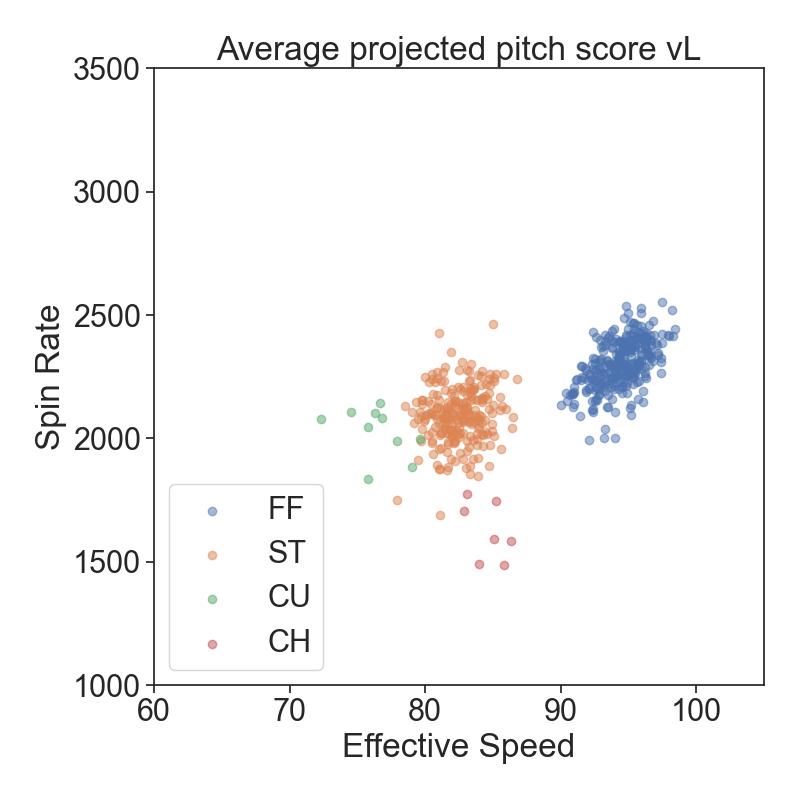 Average projected pitch score vL
3500
3000
2500
2000
1500
1000
Spin Rate
FF
ST
CU
CH
60 70 80 90 100
Effective Speed